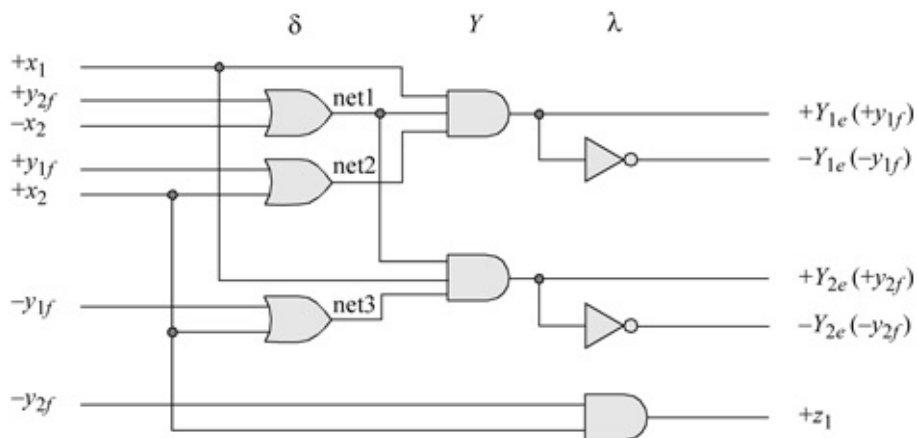 δ Y λ
+x₁
+y₂f net1 +Y₁e (+y₁f)
−x₂
+y₁f net2 −Y₁e (−y₁f)
+x₂
+Y₂e (+y₂f)
−y₁f net3
−Y₂e (−y₂f)
−y₂f +z₁